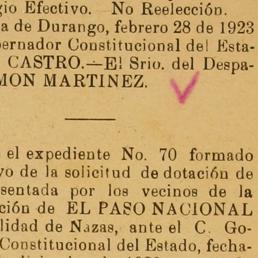 gio Efectivo. No Reelección.
a de Durango, febrero 28 de 1923
bernador Constitucional del Esta-
CASTRO.—El Srio. del Despa-
MON MARTINEZ.
el expediente No. 70 formado
vo de la solicitud de dotación de
sentada por los vecinos de la
ción de EL PASO NACIONAL
lidad de Nazas, ante el C. Go-
Constitucional del Estado, fecha-